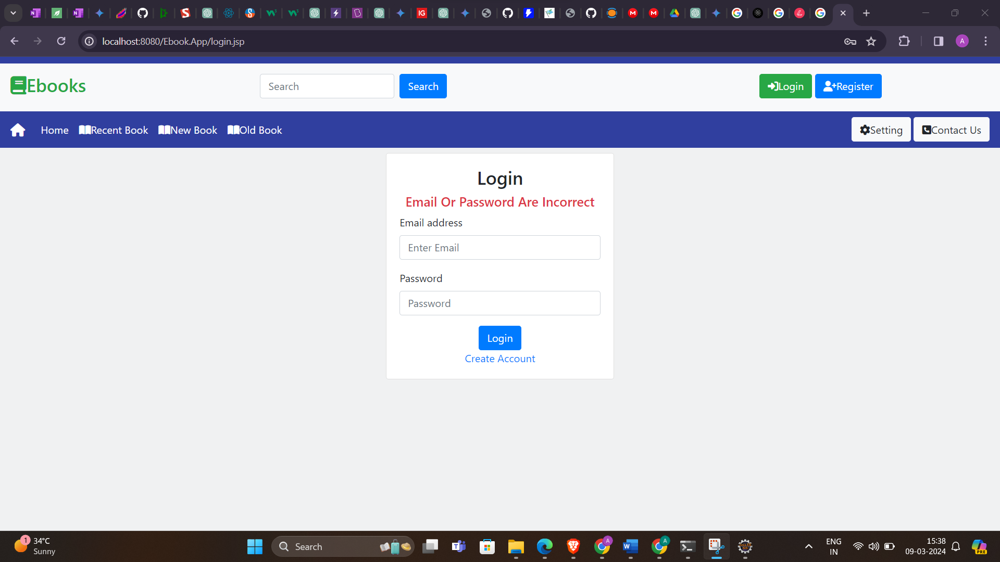 localhost:8080/Ebook.App/login.jsp
A
Ebooks
Search
Search
Login
Register
Home
Recent Book
New Book
Old Book
Setting
Contact Us
Login
Email Or Password Are Incorrect
Email address
Enter Email
Password
Password
Login
Create Account
1
34°C
Sunny
Search
A
A
ENG
IN
15:38
09-03-2024
PRE